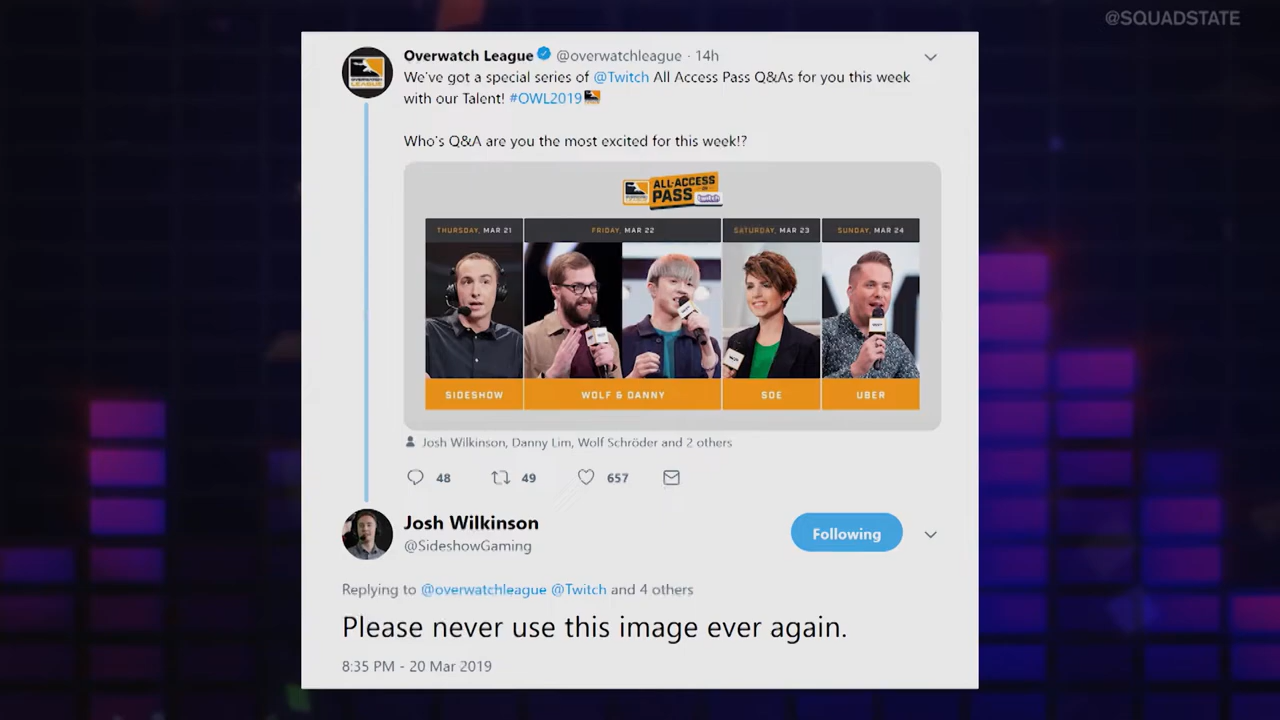 @SQUADSTATE
Overwatch League @overwatchleague · 14h
We've got a special series of @Twitch All Access Pass Q&As for you this week
with our Talent! #OWL2019
Who's Q&A are you the most excited for this week!?
ALL-ACCESS
PASS
twitch
THURSDAY, MAR 21
FRIDAY, MAR 22
SATURDAY, MAR 23
SUNDAY, MAR 24
SIDESHOW
WOLF & DANNY
SOE
UBER
Josh Wilkinson, Danny Lim, Wolf Schröder and 2 others
48 49 657
Josh Wilkinson
@SideshowGaming
Following
Replying to @overwatchleague @Twitch and 4 others
Please never use this image ever again.
8:35 PM - 20 Mar 2019